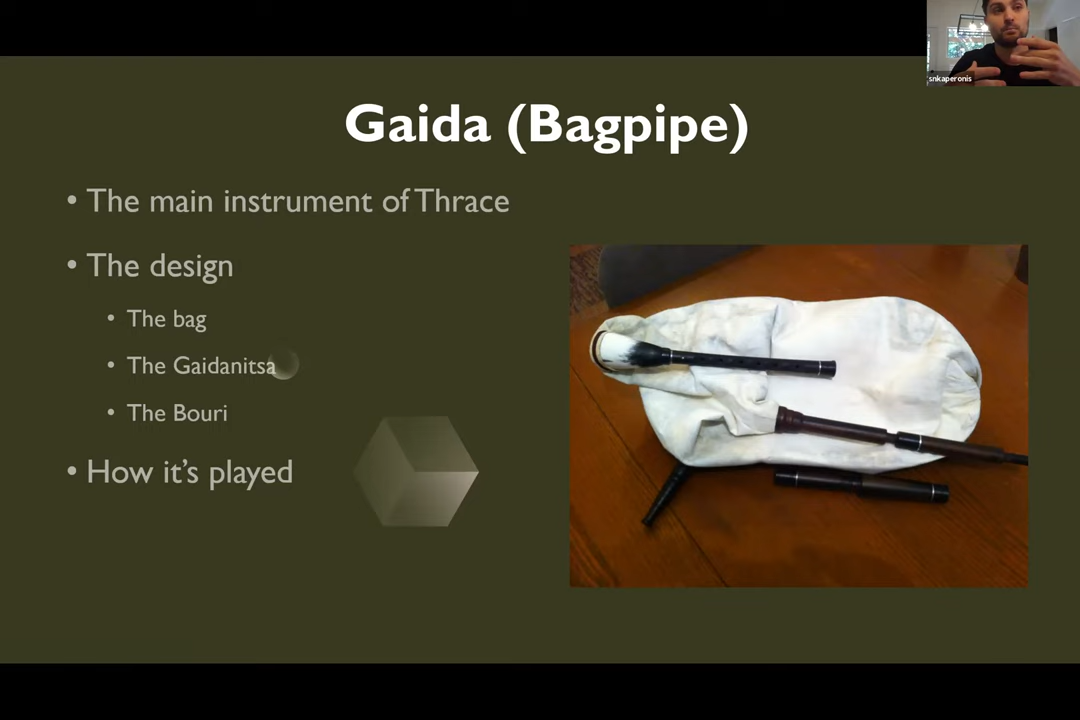 snkaperonis
Gaida (Bagpipe)
• The main instrument of Thrace
• The design
• The bag
• The Gaidanitsa
• The Bouri
• How it's played